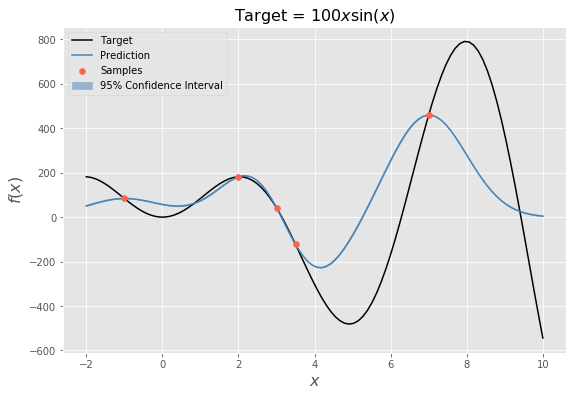 Target = 100xsin(x)
Target
Prediction
Samples
95% Confidence Interval
f(x)
800
600
400
200
0
−200
−400
−600
−2 0 2 4 6 8 10
x